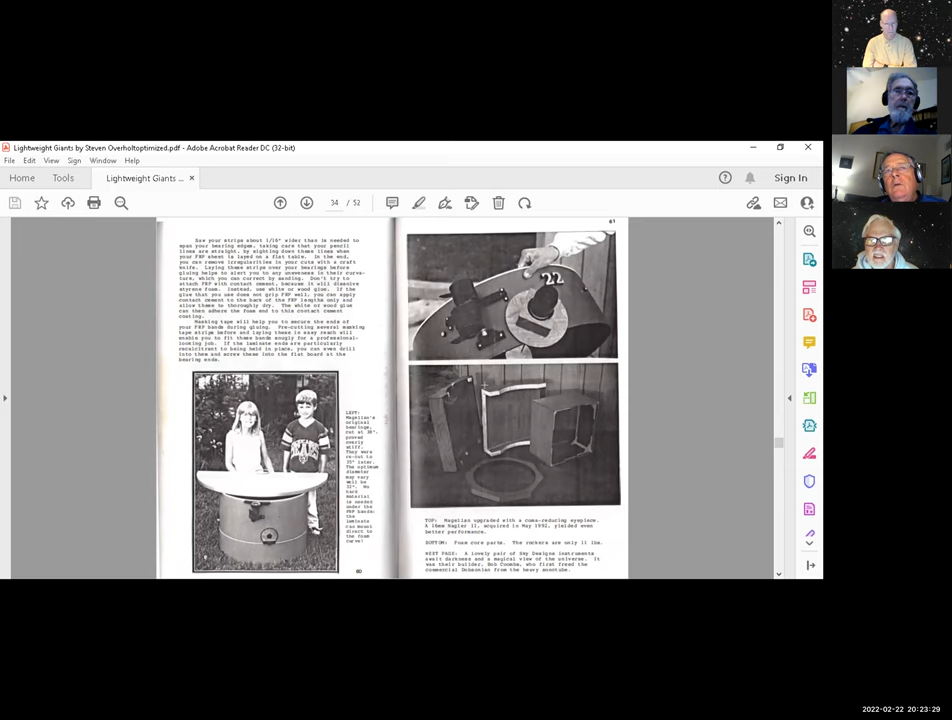 Lightweight Giants by Steven Overholtoptimized.pdf - Adobe Acrobat Reader DC (32-bit)
File Edit View Sign Window Help
Home Tools Lightweight Giants ... × Sign In
34 / 52
Saw your strips about 1/16" wider than is needed to
span your bearing edges, taking care that your pencil
lines are straight, by sighting down these lines when
your FRP sheet is layed on a flat table. In the end,
you can remove irregularities in your cuts with a craft
knife. Laying these strips over your bearings before
gluing helps to alert you to any uneveness in their curva-
ture, which you can correct by sanding. Don't try to
attach FRP with contact cement, because it will dissolve
styrene foam. Instead, use white or wood glue. If the
glue that you use does not grip FRP well, you can apply
contact cement to the back of the FRP lengths only and
allow them to thoroughly dry. The white or wood glue
can then adhere the foam and to this contact cement
coating.
Masking tape will help you to secure the ends of
your FRP bands during gluing. Pre-cutting several masking
tape strips before and laying these in easy reach will
enable you to fit these bands snugly for a professional-
looking job. If the laminate ends are particularly
recalcitrant to being held in place, you can even drill
into them and screw these into the flat board at the
bearing ends.
LEFT:
Magellan's
original
bearings,
cut at 38",
proved
overly
stiff.
They were
re-cut to
35" later.
The optimum
diameter
may very
well be
32". No
hard
material
is needed
under the
FRP bands:
the
laminate
can mount
direct to
the foam
curve!
60
61
22
TOP: Magellan upgraded with a coma-reducing eyepiece.
A 16mm Nagler II, acquired in May 1992, yielded even
better performance.
BOTTOM: Foam core parts. The rockers are only 11 lbs.
NEXT PAGE: A lovely pair of Sky Designs instruments
await darkness and a magical view of the universe. It
was their builder, Bob Coombs, who first freed the
commercial Dobsonian from the heavy monotube.
2022-02-22 20:23:29